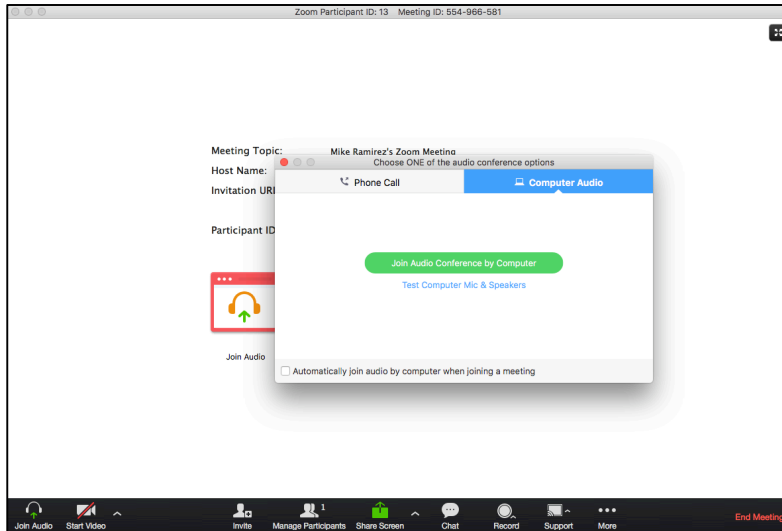 Zoom Participant ID: 13 Meeting ID: 554-966-581
Meeting Topic: Mike Ramirez's Zoom Meeting
Host Name:
Invitation URL
Participant ID
Choose ONE of the audio conference options
Phone Call Computer Audio
Join Audio Conference by Computer
Test Computer Mic & Speakers
Automatically join audio by computer when joining a meeting
Join Audio
1
Join Audio Start Video Invite Manage Participants Share Screen Chat Record Support More End Meeting